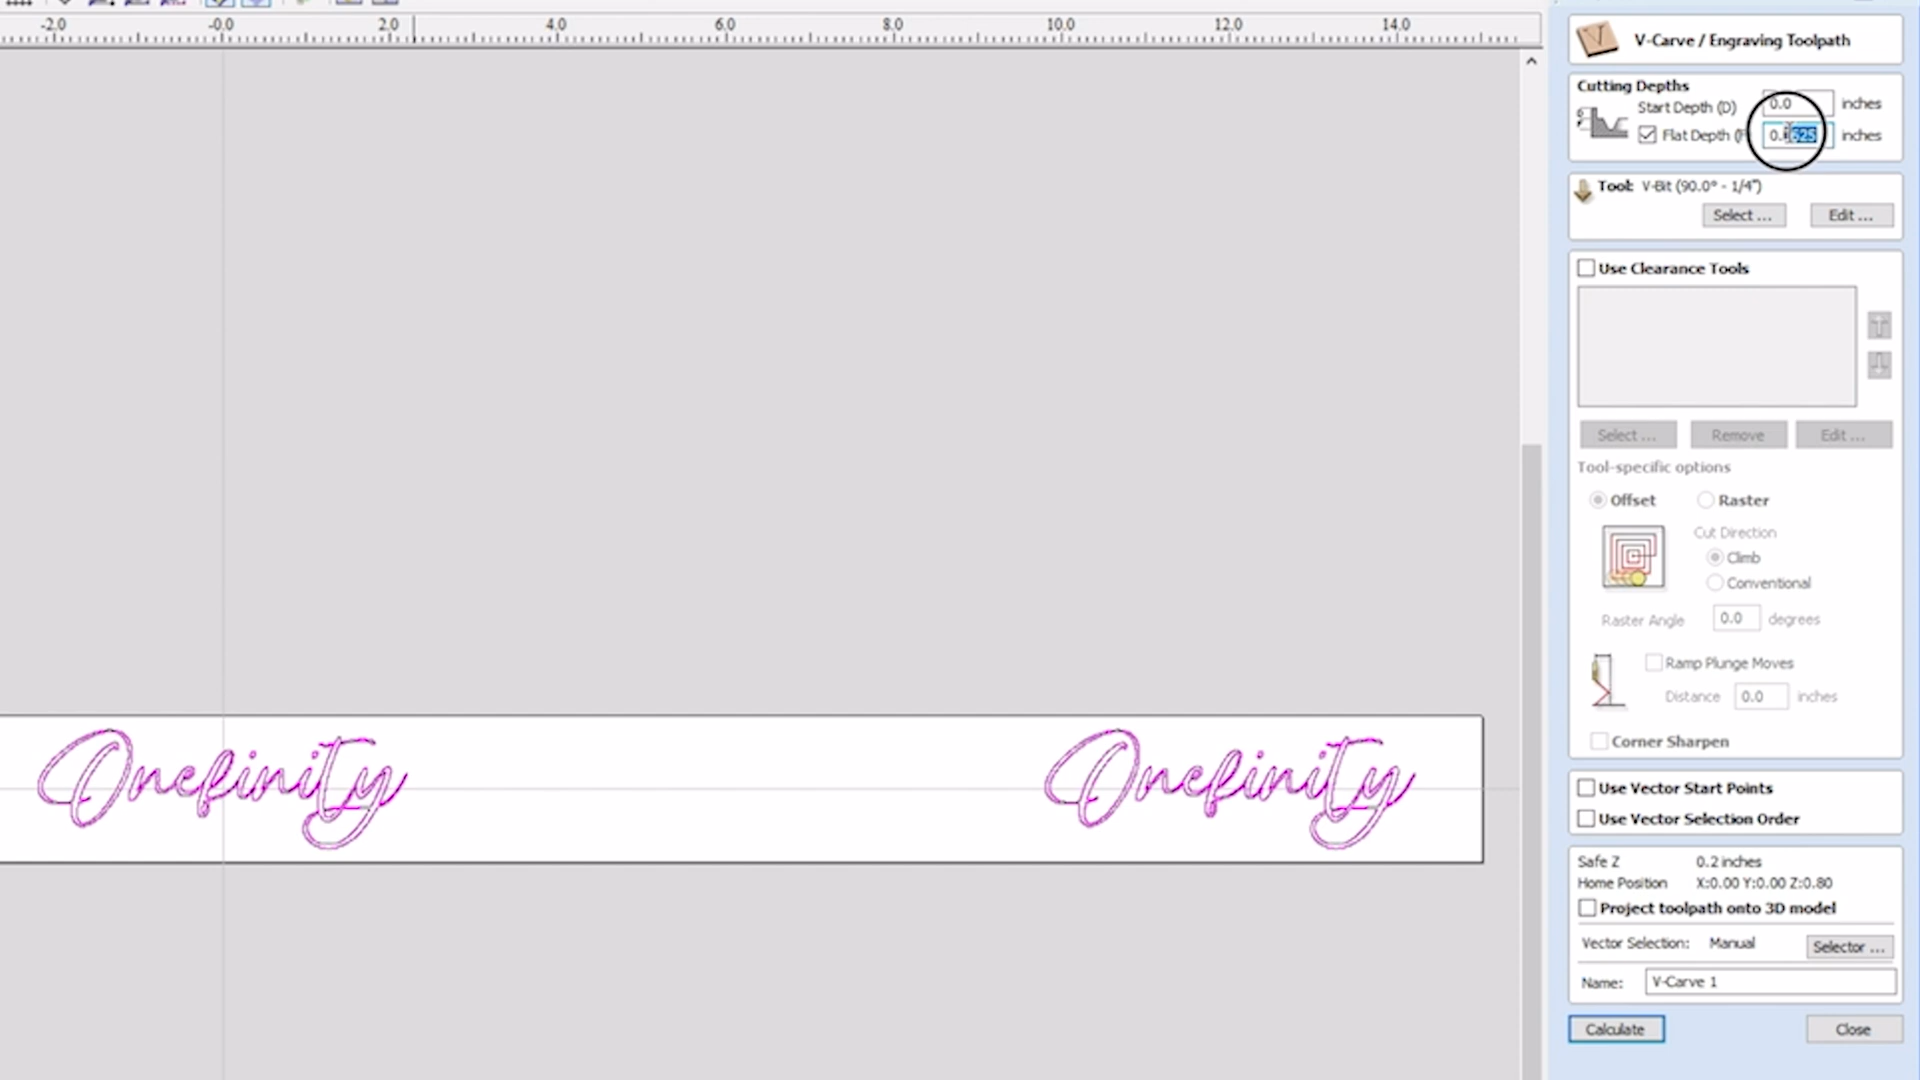 -2.0 -0.0 2.0 4.0 6.0 8.0 10.0 12.0 14.0
V-Carve / Engraving Toolpath
Cutting Depths
Start Depth (D) 0.0 inches
Flat Depth inches
Tool: V-Bit (90.0° - 1/4")
Select ... Edit ...
Use Clearance Tools
Select ... Remove Edit ...
Tool-specific options
Offset Raster
Cut Direction
Climb
Conventional
Raster Angle 0.0 degrees
Ramp Plunge Moves
Distance 0.0 inches
Corner Sharpen
Onefinity Onefinity
Use Vector Start Points
Use Vector Selection Order
Safe Z 0.2 inches
Home Position X:0.00 Y:0.00 Z:0.80
Project toolpath onto 3D model
Vector Selection: Manual Selector ...
Name: V-Carve 1
Calculate Close